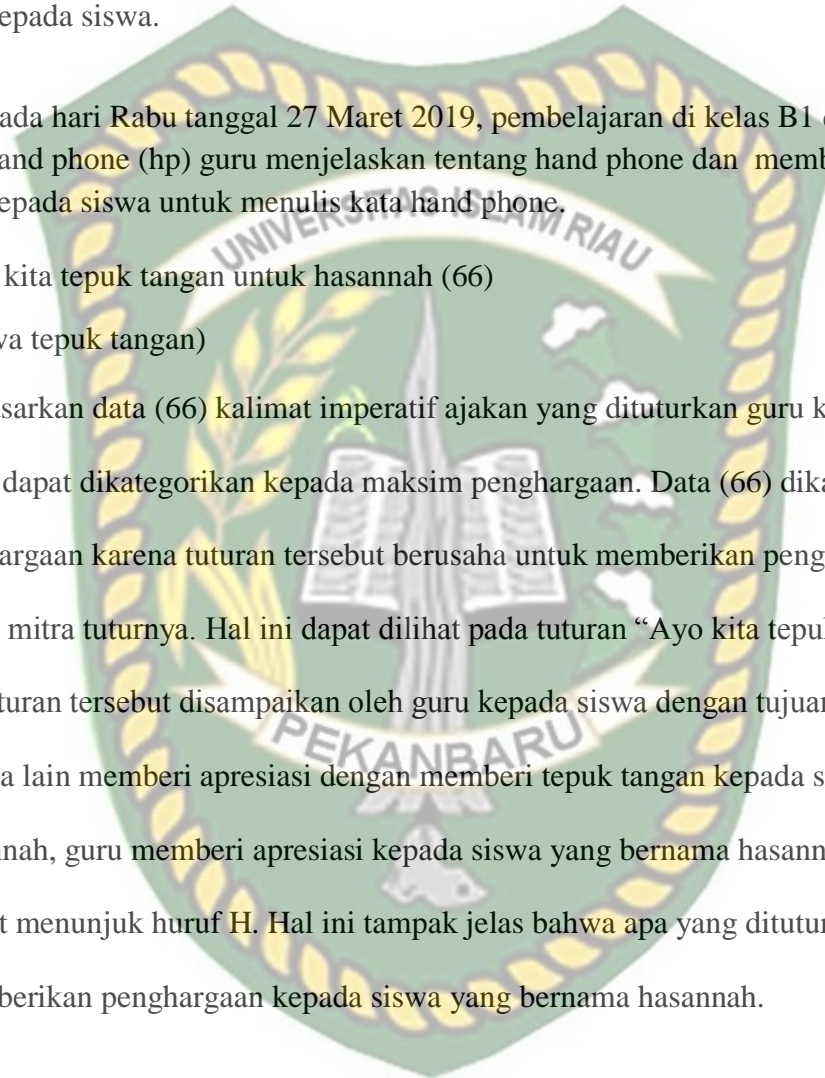 epada siswa.
ada hari Rabu tanggal 27 Maret 2019, pembelajaran di kelas B1
and phone (hp) guru menjelaskan tentang hand phone dan memb
epada siswa untuk menulis kata hand phone.
UNIVERSITAS ISLAM RIAU
kita tepuk tangan untuk hasannah (66)
wa tepuk tangan)
sarkan data (66) kalimat imperatif ajakan yang dituturkan guru k
dapat dikategorikan kepada maksim penghargaan. Data (66) dika
argaan karena tuturan tersebut berusaha untuk memberikan peng
mitra tuturnya. Hal ini dapat dilihat pada tuturan “Ayo kita tepuk
turan tersebut disampaikan oleh guru kepada siswa dengan tujuan
PEKANBARU
a lain memberi apresiasi dengan memberi tepuk tangan kepada s
nnah, guru memberi apresiasi kepada siswa yang bernama hasann
t menunjuk huruf H. Hal ini tampak jelas bahwa apa yang ditutur
berikan penghargaan kepada siswa yang bernama hasannah.